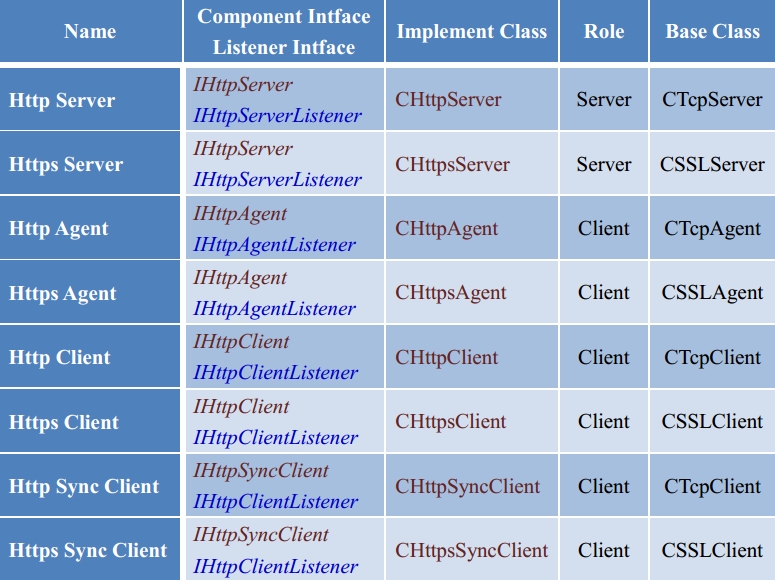 Name
Component Intface
Listener Intface
Implement Class
Role
Base Class
Http Server
IHttpServer
IHttpServerListener
CHttpServer
Server
CTcpServer
Https Server
IHttpServer
IHttpServerListener
CHttpsServer
Server
CSSLServer
Http Agent
IHttpAgent
IHttpAgentListener
CHttpAgent
Client
CTcpAgent
Https Agent
IHttpAgent
IHttpAgentListener
CHttpsAgent
Client
CSSLAgent
Http Client
IHttpClient
IHttpClientListener
CHttpClient
Client
CTcpClient
Https Client
IHttpClient
IHttpClientListener
CHttpsClient
Client
CSSLClient
Http Sync Client
IHttpSyncClient
IHttpClientListener
CHttpSyncClient
Client
CTcpClient
Https Sync Client
IHttpSyncClient
IHttpClientListener
CHttpsSyncClient
Client
CSSLClient